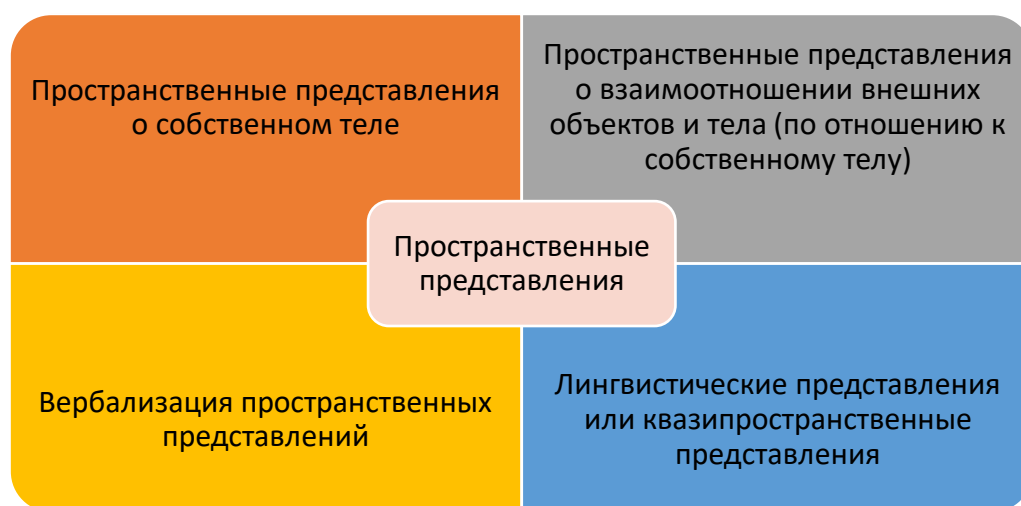 Пространственные представления
о собственном теле
Пространственные представления
о взаимоотношении внешних
объектов и тела (по отношению к
собственному телу)
Пространственные
представления
Вербализация пространственных
представлений
Лингвистические представления
или квазипространственные
представления